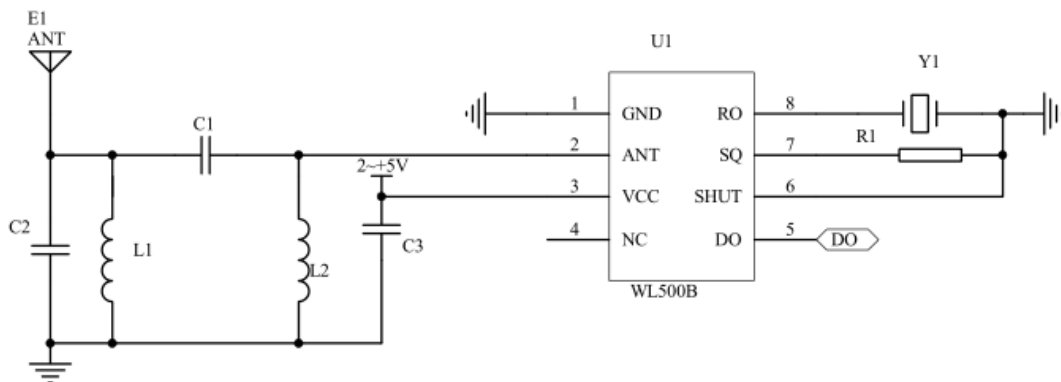 E1
ANT
U1
Y1
C1
1 GND RO 8
R1
2 ANT SQ 7
2~+5V
3 VCC SHUT 6
C2
L1
L2
C3
4 NC DO 5 DO
WL500B